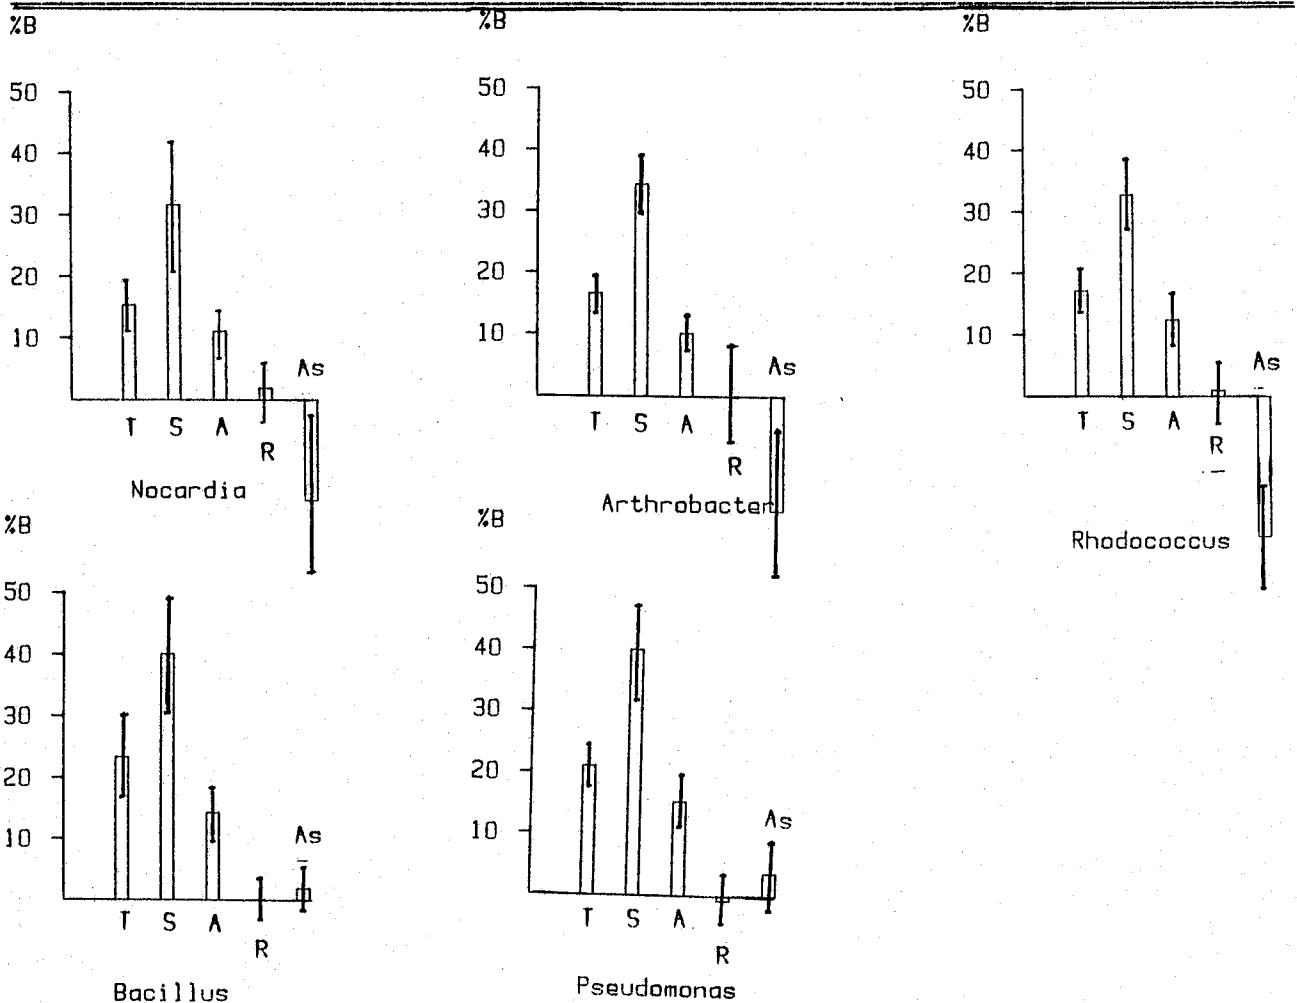 %B
50
40
30
20
10
As
T S A
R
Nocardia
%B
50
40
30
20
10
As
T S A
R
Arthrobacter
%B
50
40
30
20
10
As
T S A
R
Rhodococcus
%B
50
40
30
20
10
As
T S A
R
Bacillus
%B
50
40
30
20
10
As
T S A
R
Pseudomonas